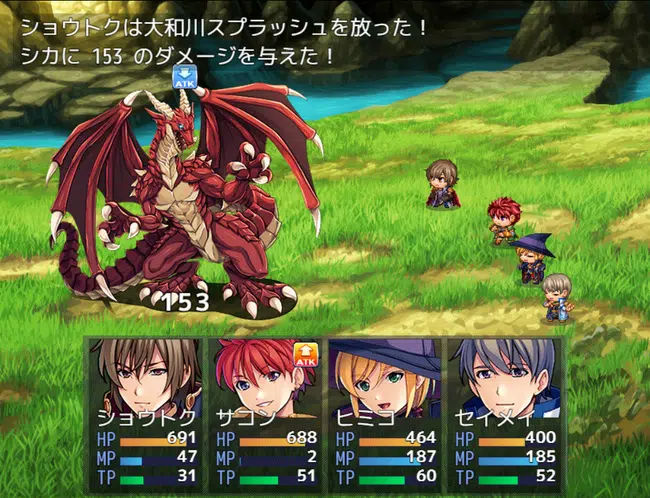 ショウトクは大和川スプラッシュを放った！
シカに 153 のダメージを与えた！
ATK
153
ATK
ショウトク サコン ヒミコ セイメイ
HP 691 HP 688 HP 464 HP 400
MP 47 MP 2 MP 187 MP 185
TP 31 TP 51 TP 60 TP 52